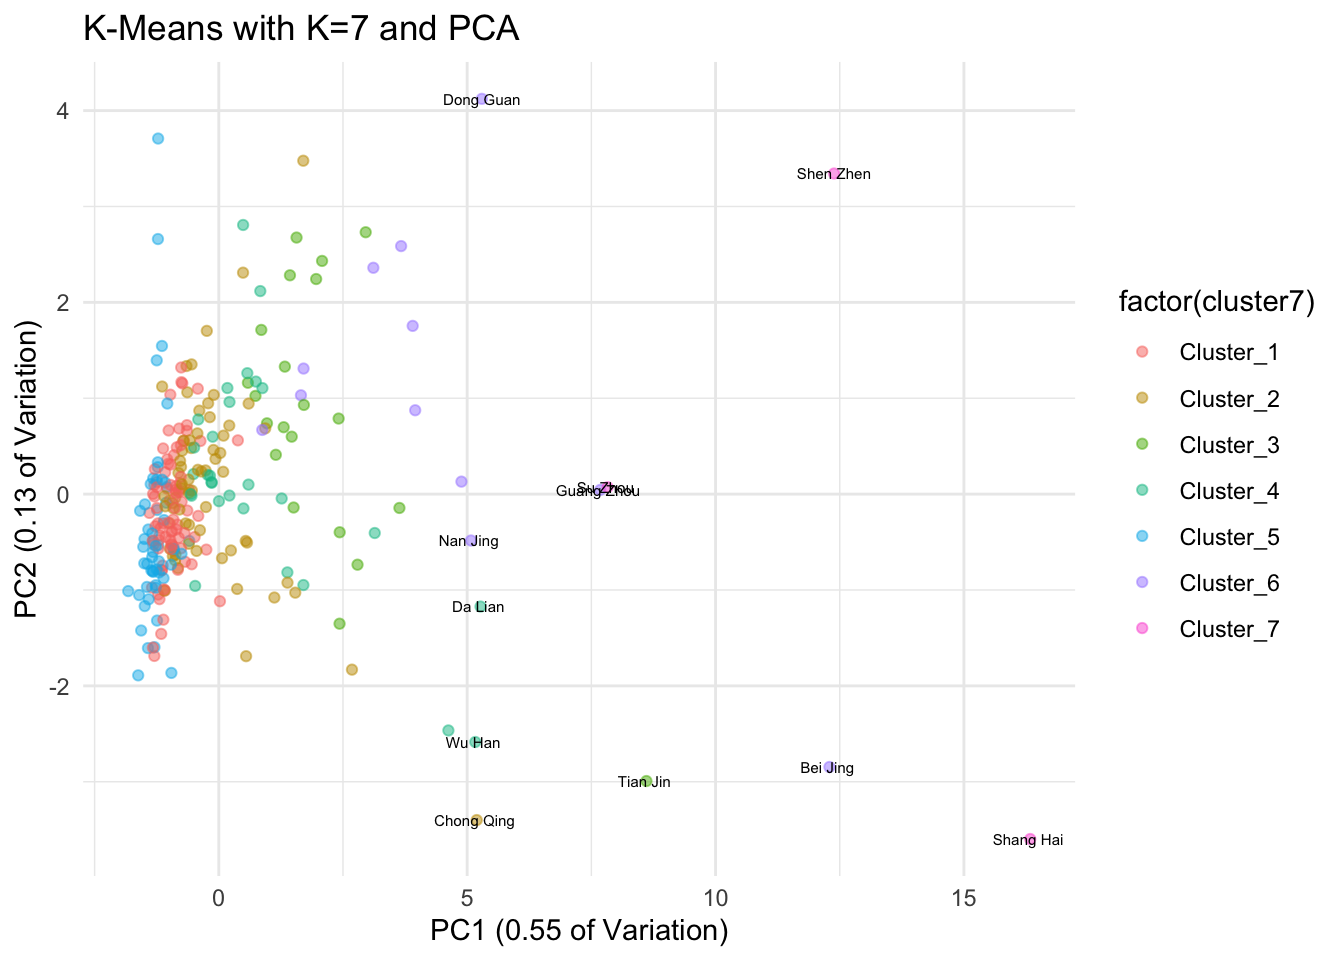 K-Means with K=7 and PCA
Dong Guan
Shen Zhen
Su Zhou
Guang Zhou
Nan Jing
Da Lian
Wu Han
Tian Jin
Bei Jing
Chong Qing
Shang Hai
4
2
0
-2
0
5
10
15
PC1 (0.55 of Variation)
PC2 (0.13 of Variation)
factor(cluster7)
Cluster_1
Cluster_2
Cluster_3
Cluster_4
Cluster_5
Cluster_6
Cluster_7